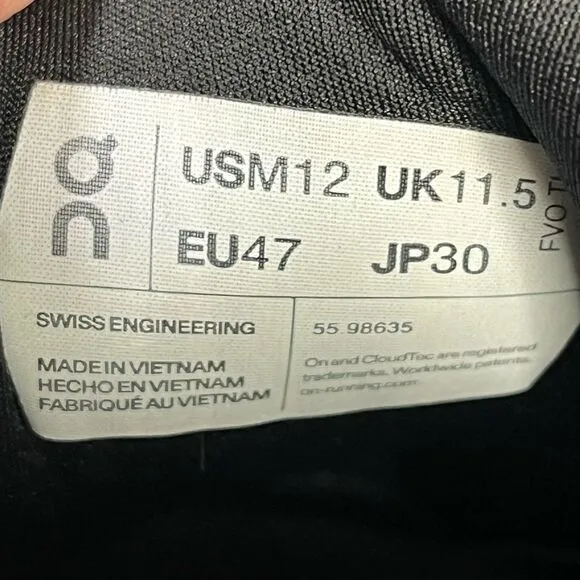 USM12 UK11.5
EU47 JP30
FVO
SWISS ENGINEERING
55.98635
MADE IN VIETNAM
HECHO EN VIETNAM
FABRIQUÉ AU VIETNAM
On and CloudTec are registered
trademarks. Worldwide patents.
on-running.com